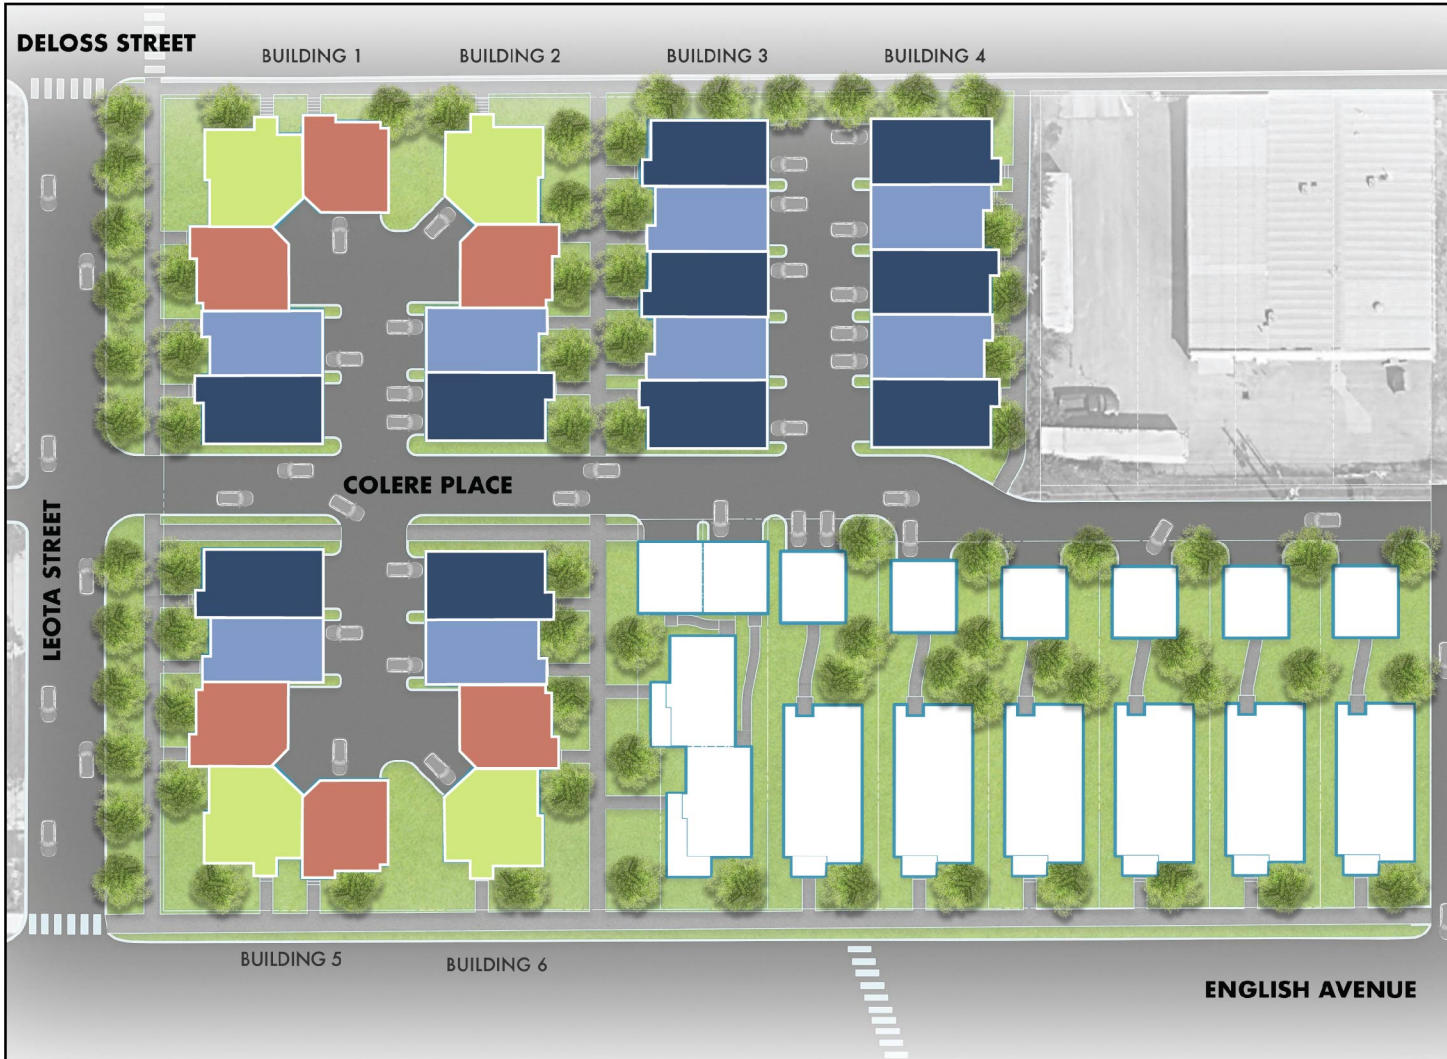 DELOSS STREET
BUILDING 1
BUILDING 2
BUILDING 3
BUILDING 4
COLERE PLACE
LEOTA STREET
BUILDING 5
BUILDING 6
ENGLISH AVENUE